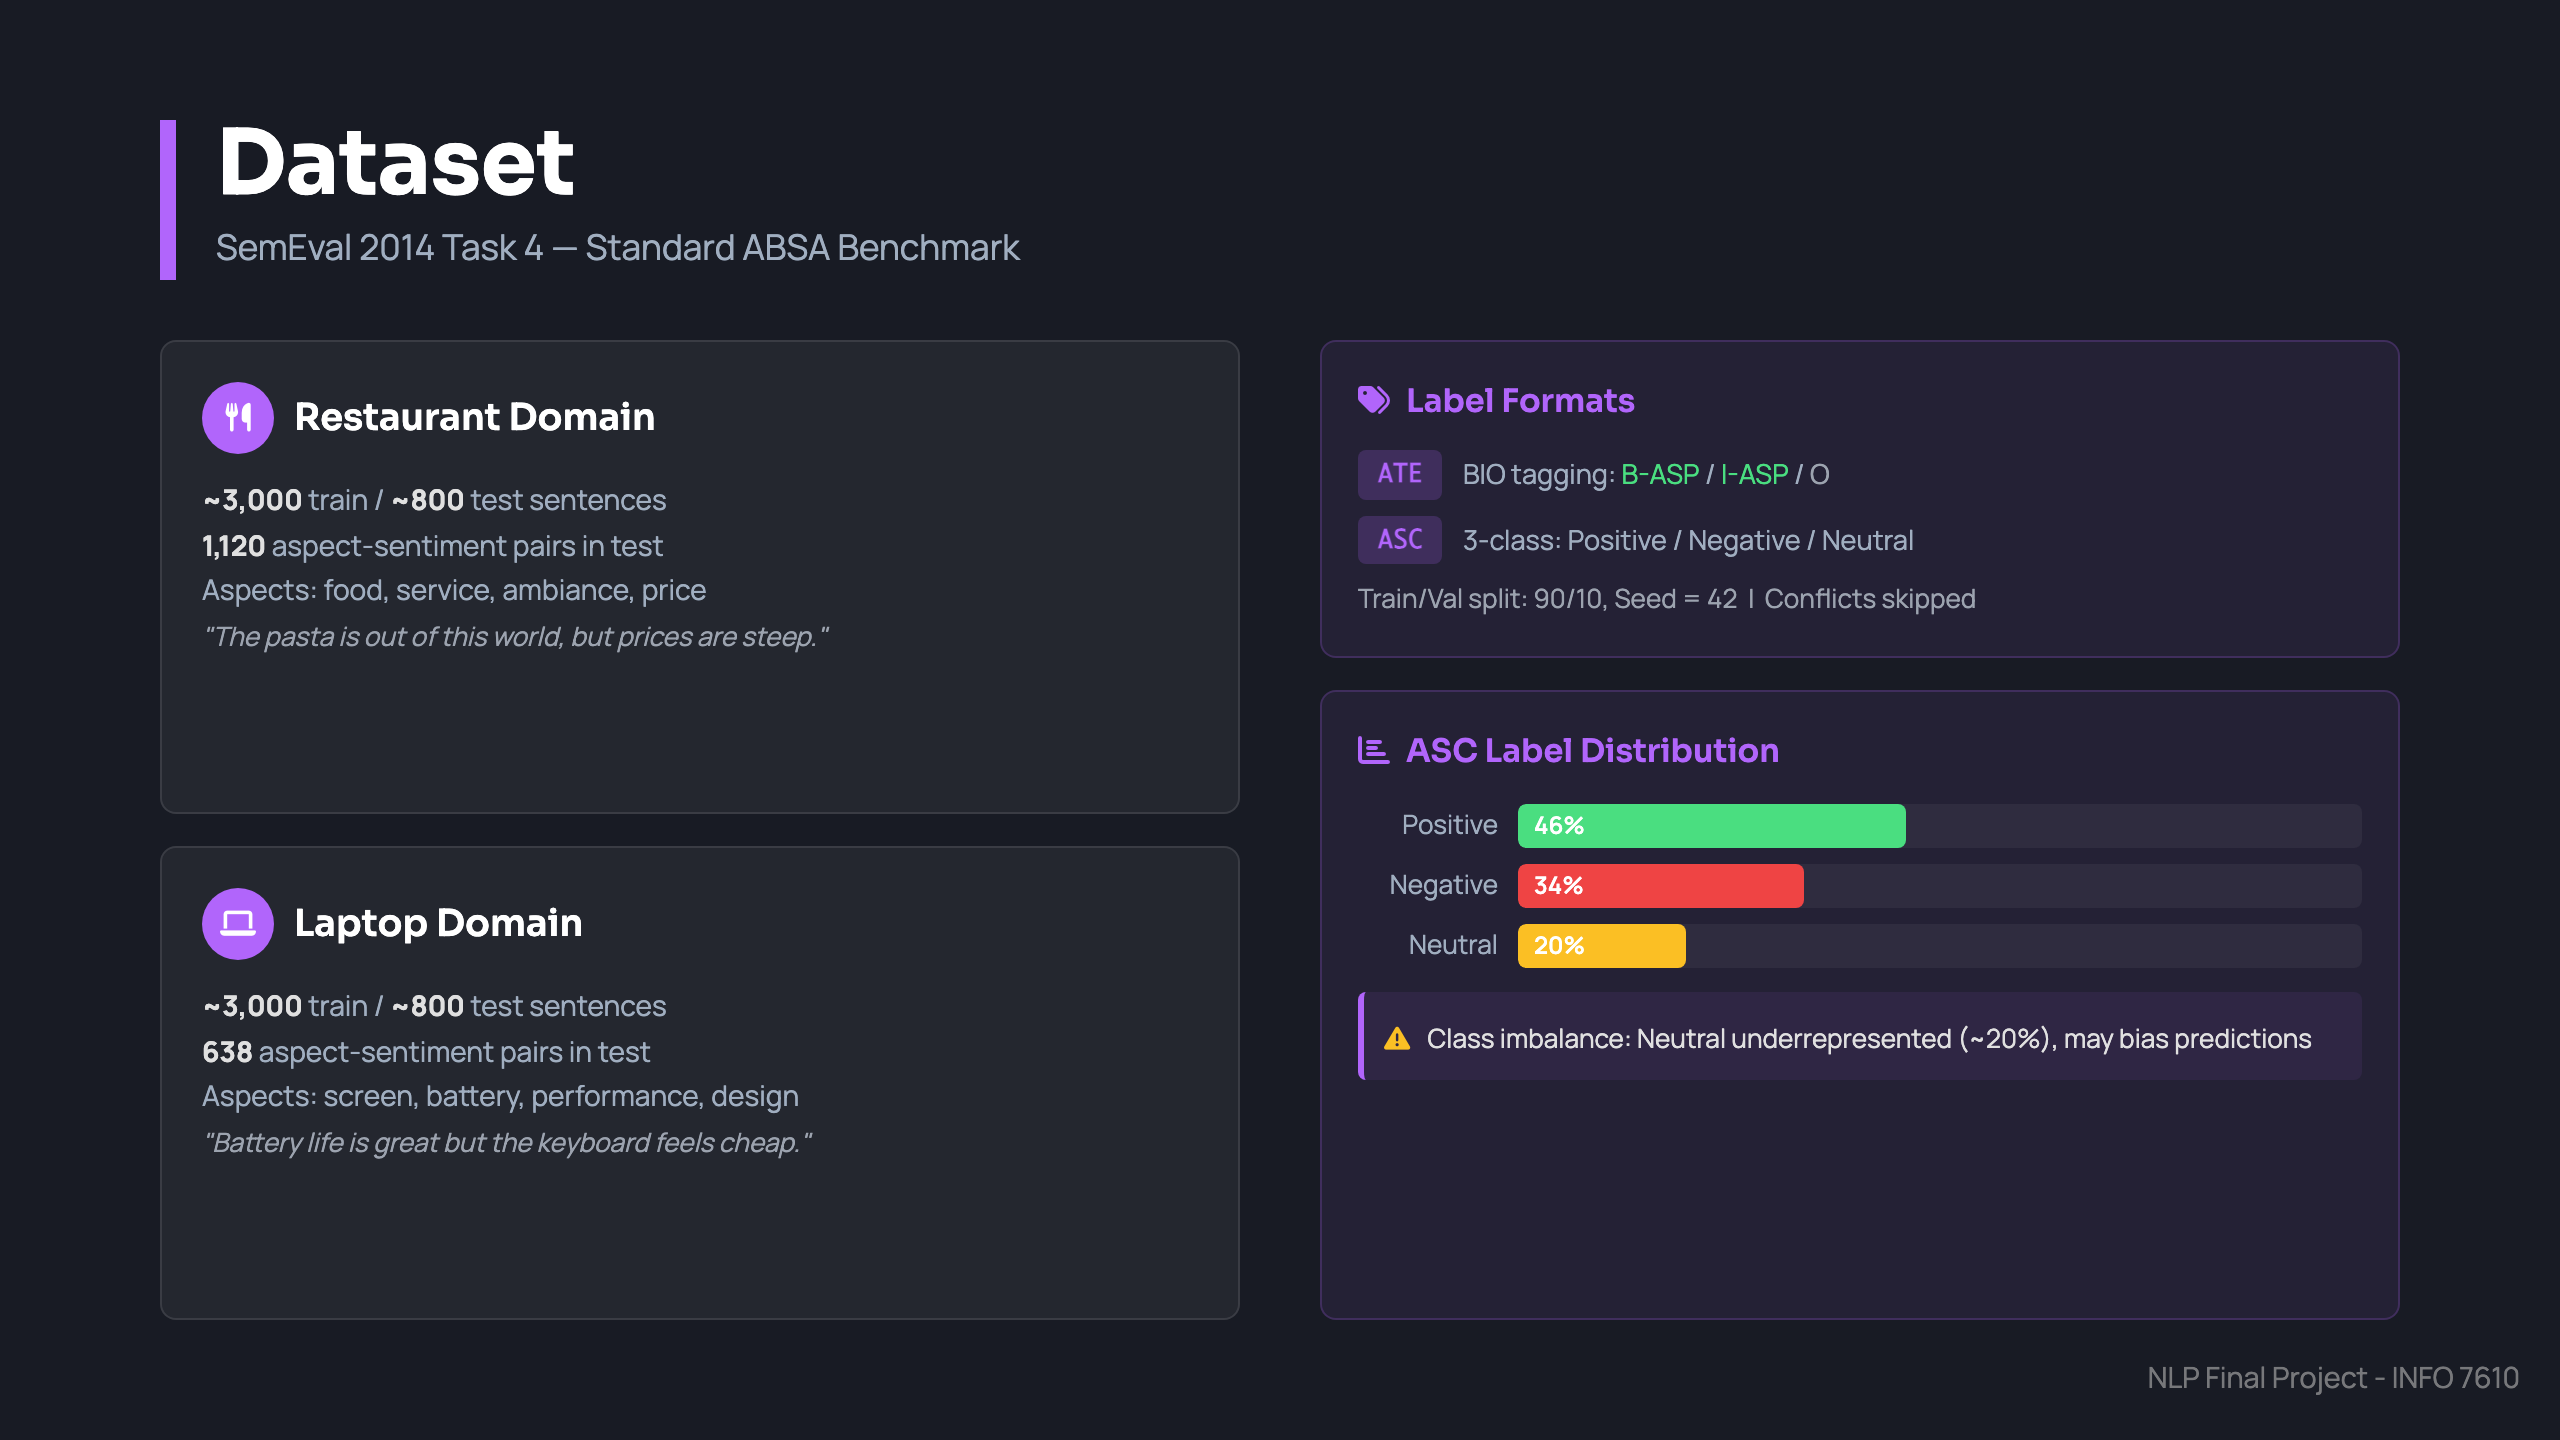 Dataset
SemEval 2014 Task 4 — Standard ABSA Benchmark
Restaurant Domain
~3,000 train / ~800 test sentences
1,120 aspect-sentiment pairs in test
Aspects: food, service, ambiance, price
"The pasta is out of this world, but prices are steep."
Laptop Domain
~3,000 train / ~800 test sentences
638 aspect-sentiment pairs in test
Aspects: screen, battery, performance, design
"Battery life is great but the keyboard feels cheap."
Label Formats
ATE BIO tagging: B-ASP / I-ASP / O
ASC 3-class: Positive / Negative / Neutral
Train/Val split: 90/10, Seed = 42 | Conflicts skipped
ASC Label Distribution
Positive 46%
Negative 34%
Neutral 20%
Class imbalance: Neutral underrepresented (~20%), may bias predictions
NLP Final Project - INFO 7610